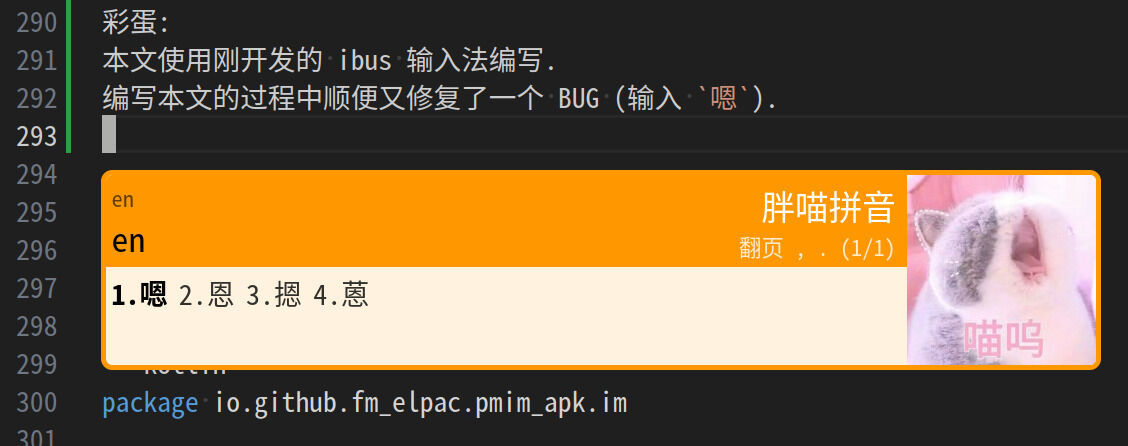 290 彩蛋:
291 本文使用刚开发的 ibus 输入法编写.
292 编写本文的过程中顺便又修复了一个 BUG (输入 `嗯`).
293
294
en
胖喵拼音
295
296
en
翻页 , . (1/1)
297
1.嗯 2.恩 3.摁 4.蒽
298
喵呜
299
300 package io.github.fm_elpac.pmim_apk.im
301